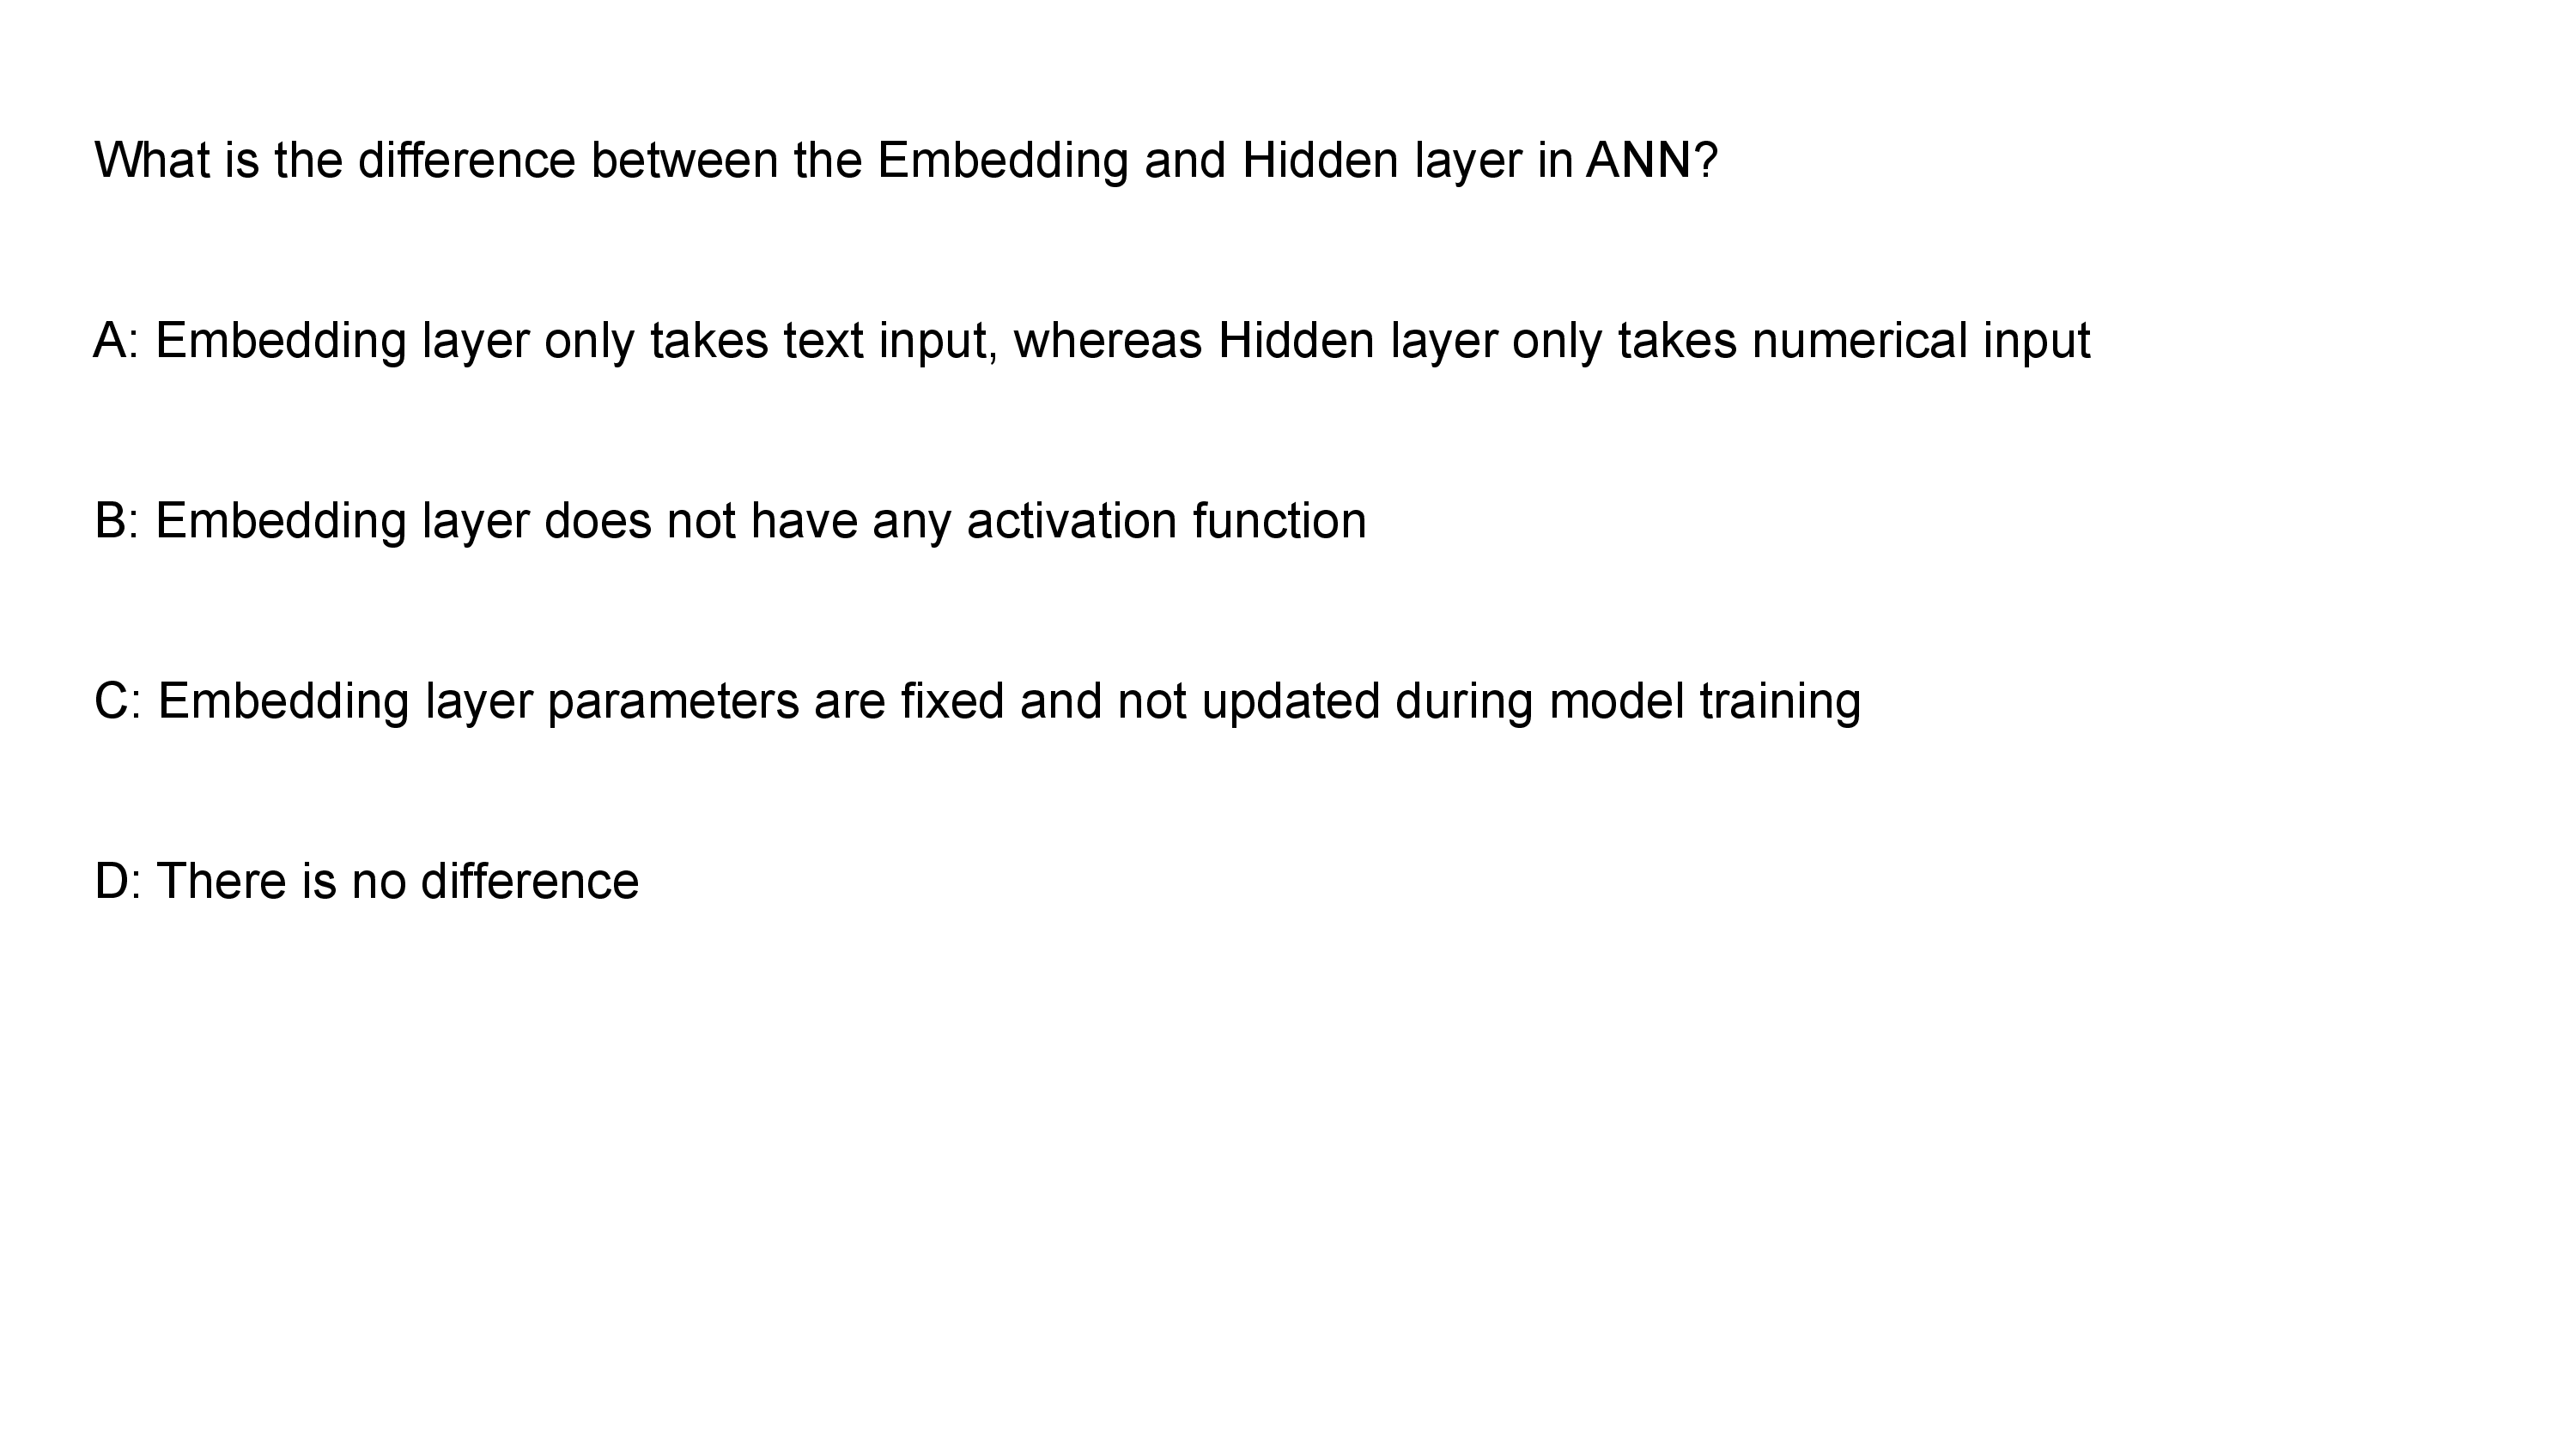 What is the difference between the Embedding and Hidden layer in ANN?
A: Embedding layer only takes text input, whereas Hidden layer only takes numerical input
B: Embedding layer does not have any activation function
C: Embedding layer parameters are fixed and not updated during model training
D: There is no difference